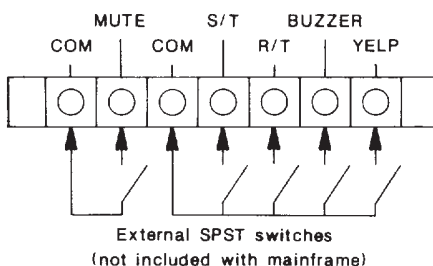 MUTE S/T BUZZER
COM COM R/T YELP
External SPST switches
(not included with mainframe)